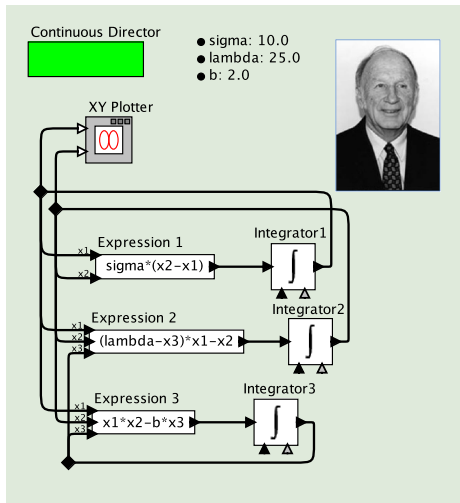 Continuous Director
sigma: 10.0
lambda: 25.0
b: 2.0
XY Plotter
Expression 1
x1
x2
sigma*(x2-x1)
Integrator1
∫
Expression 2
x1
x2
x3
(lambda-x3)*x1-x2
Integrator2
∫
Expression 3
x1
x2
x3
x1*x2-b*x3
Integrator3
∫